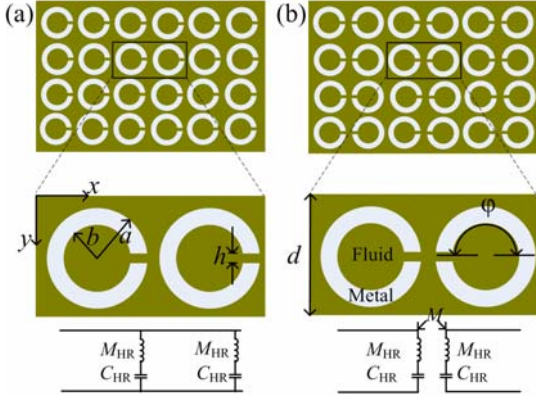 (a)
(b)
x
y
b
a
h
d
φ
Fluid
Metal
M
M_HR
C_HR
M_HR
C_HR
M_HR
C_HR
M_HR
C_HR